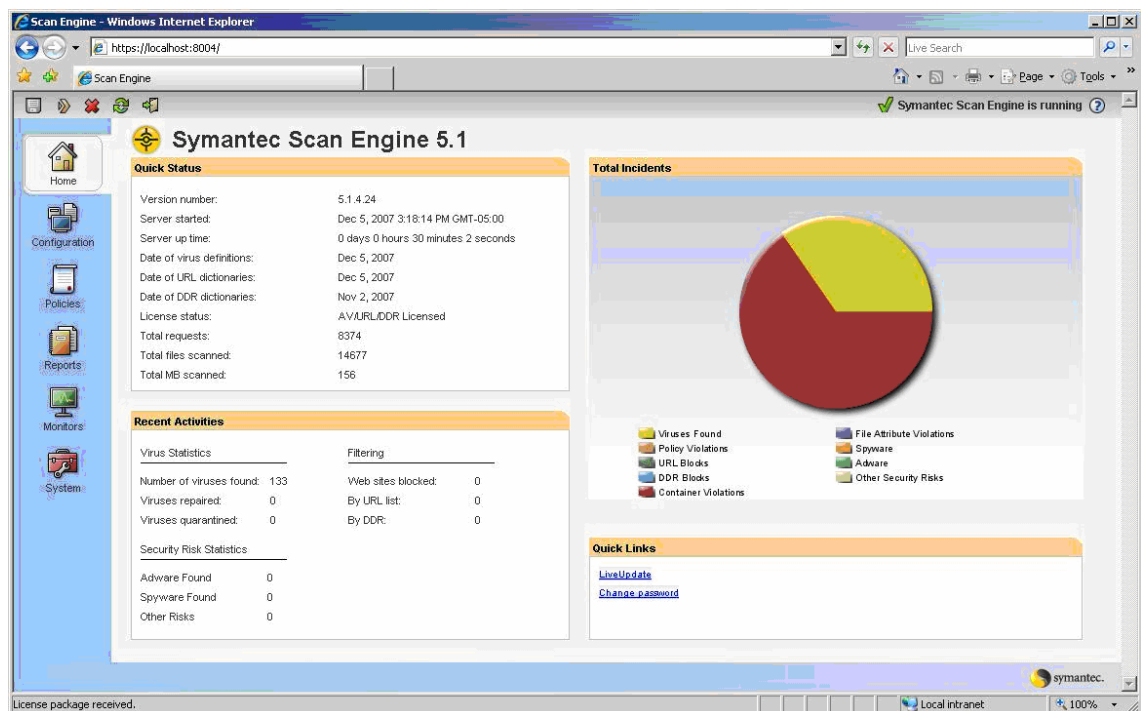 Scan Engine - Windows Internet Explorer
https://localhost:8004/
Live Search
Scan Engine
Page
Tools
Symantec Scan Engine is running
Symantec Scan Engine 5.1
Home
Configuration
Policies
Reports
Monitors
System
Quick Status
Version number: 5.1.4.24
Server started: Dec 5, 2007 3:18:14 PM GMT-05:00
Server up time: 0 days 0 hours 30 minutes 2 seconds
Date of virus definitions: Dec 5, 2007
Date of URL dictionaries: Dec 5, 2007
Date of DDR dictionaries: Nov 2, 2007
License status: AV/URL/DDR Licensed
Total requests: 8374
Total files scanned: 14677
Total MB scanned: 156
Recent Activities
Virus Statistics
Number of viruses found: 133
Viruses repaired: 0
Viruses quarantined: 0
Filtering
Web sites blocked: 0
By URL list: 0
By DDR: 0
Security Risk Statistics
Adware Found 0
Spyware Found 0
Other Risks 0
Total Incidents
Viruses Found
Policy Violations
URL Blocks
DDR Blocks
Container Violations
File Attribute Violations
Spyware
Adware
Other Security Risks
Quick Links
LiveUpdate
Change password
symantec.
License package received.
Local intranet
100%